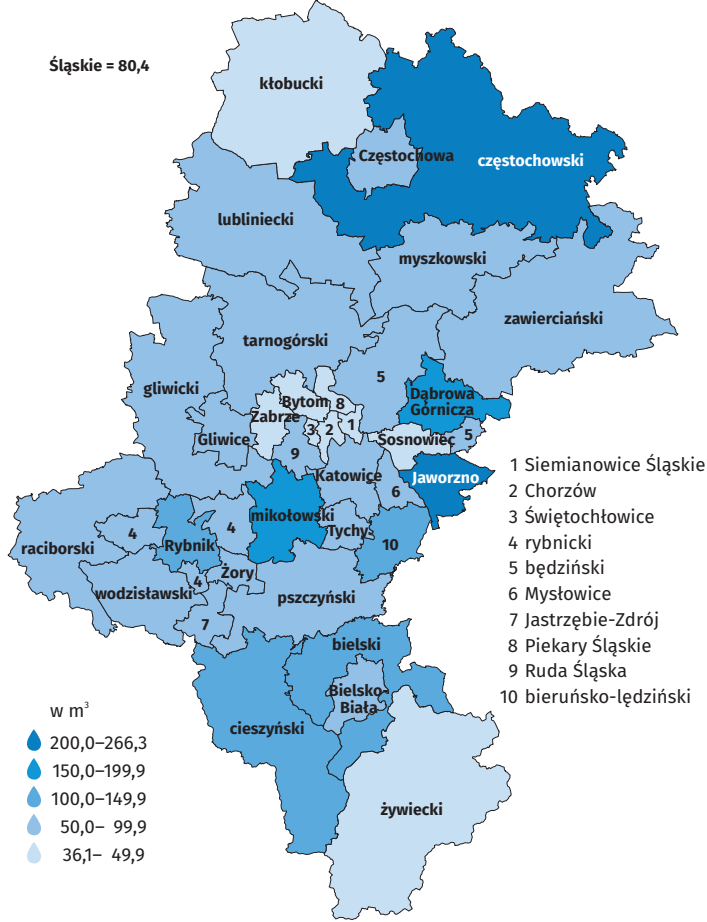 Śląskie = 80,4
kłobucki
Częstochowa
częstochowski
lubliniecki
myszkowski
zawierciański
tarnogórski
5
gliwicki
Dąbrowa
Górnicza
Bytom
8
Zabrze
3
2
1
Gliwice
Sosnowiec
5
9
Katowice
Jaworzno
6
mikołowski
4
4
Rybnik
Tychy
10
raciborski
Żory
4
wodzisławski
pszczyński
7
bielski
Bielsko-
Biała
cieszyński
żywiecki
1 Siemianowice Śląskie
2 Chorzów
3 Świętochłowice
4 rybnicki
5 będziński
6 Mysłowice
7 Jastrzębie-Zdrój
8 Piekary Śląskie
9 Ruda Śląska
10 bieruńsko-lędziński
w m³
200,0–266,3
150,0–199,9
100,0–149,9
50,0– 99,9
36,1– 49,9